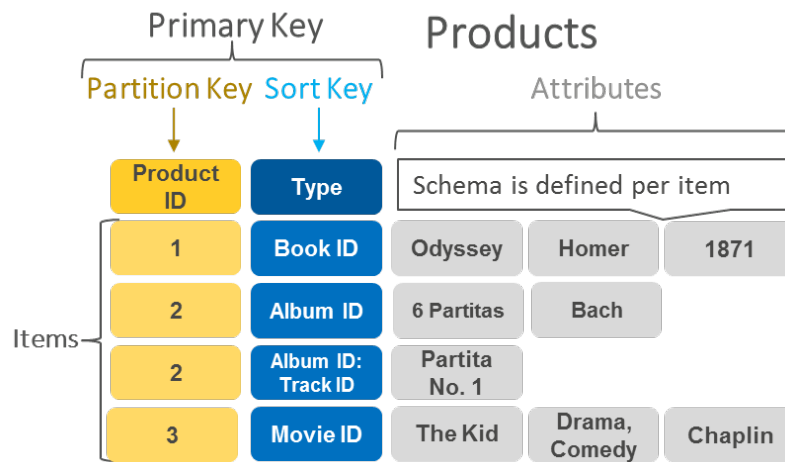 Primary Key
Products
Partition Key
Sort Key
Attributes
Product
ID
Type
Schema is defined per item
Items
1
Book ID
Odyssey
Homer
1871
2
Album ID
6 Partitas
Bach
2
Album ID:
Track ID
Partita
No. 1
3
Movie ID
The Kid
Drama,
Comedy
Chaplin